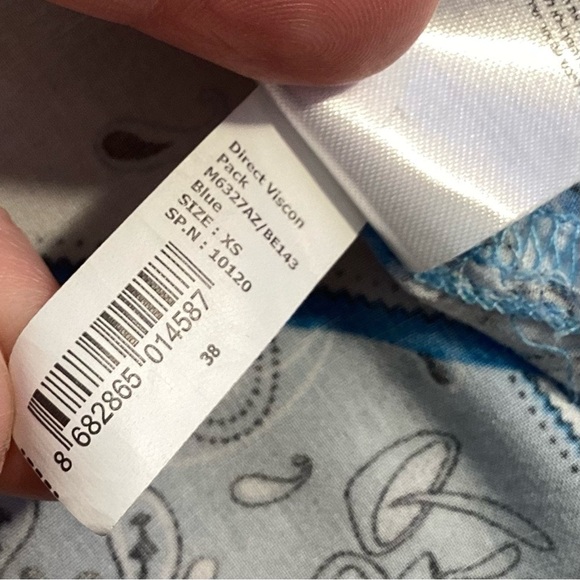 Direct Viscon
Pack
M6327AZ/BE143
Blue
SIZE : XS
SP.N : 10120
8 682865 014587
38